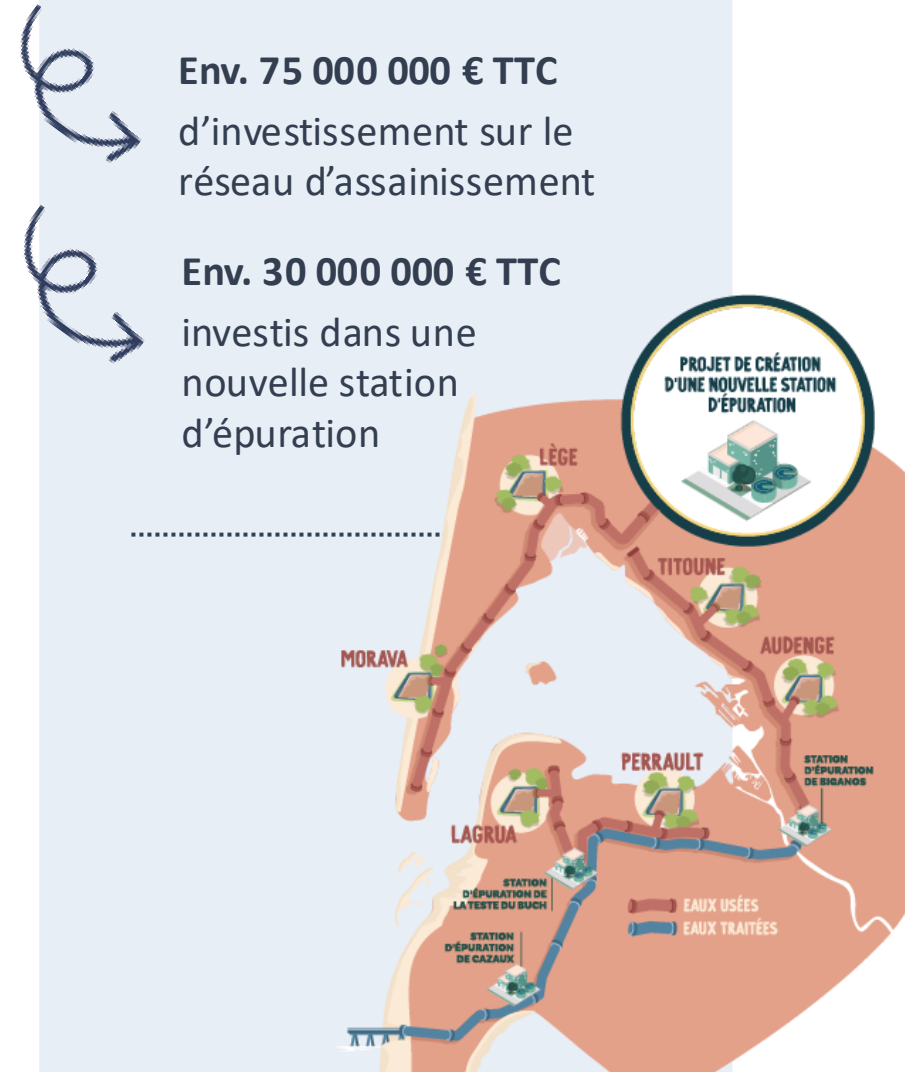 Env. 75 000 000 € TTC
d’investissement sur le
réseau d’assainissement
Env. 30 000 000 € TTC
investis dans une
nouvelle station
d’épuration
PROJET DE CRÉATION
D'UNE NOUVELLE STATION
D'ÉPURATION
LÈGE
TITOUNE
AUDENGE
MORAVA
PERRAULT
STATION
D'ÉPURATION
DE BIGANOS
LAGRUA
STATION
D'ÉPURATION DE
LA TESTE DU BUCH
EAUX USÉES
EAUX TRAITÉES
STATION
D'ÉPURATION
DE CAZAUX